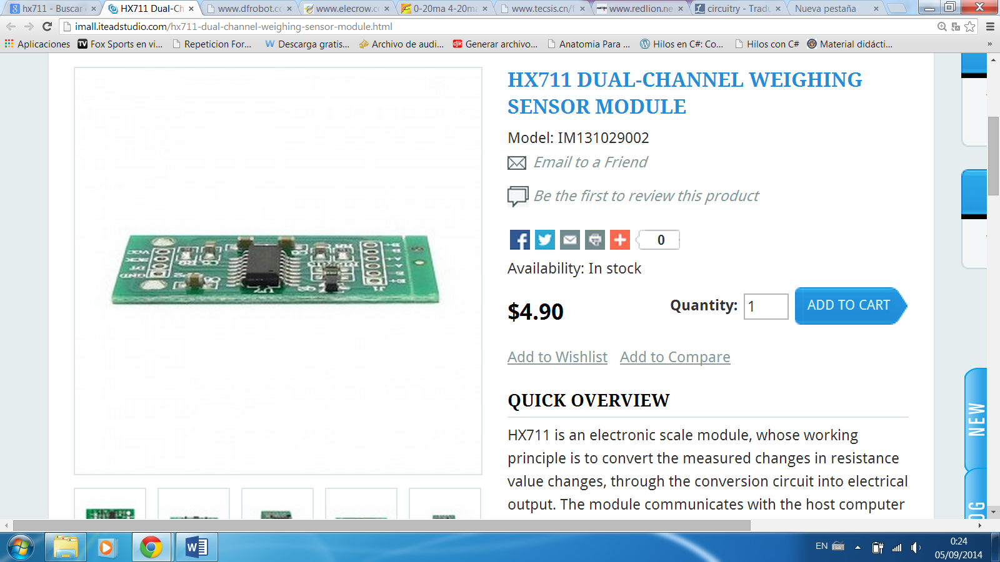 hx711 - Buscar
HX711 Dual-Ch
www.dfrobot.cc
www.elecrow.c
0-20ma 4-20ma
www.tecsis.cn/f
www.redlion.ne
circuitry - Tradu
Nueva pestaña
imall.iteadstudio.com/hx711-dual-channel-weighing-sensor-module.html
Aplicaciones
Fox Sports en vi...
Repeticion For...
Descarga gratis...
Archivo de audi...
Generar archivo...
Anatomia Para ...
Hilos en C#: Co...
Hilos con C#
Material didácti...
»
HX711 DUAL-CHANNEL WEIGHING
SENSOR MODULE
Model: IM131029002
Email to a Friend
Be the first to review this product
0
Availability: In stock
$4.90
Quantity: 1
ADD TO CART
Add to Wishlist
Add to Compare
QUICK OVERVIEW
HX711 is an electronic scale module, whose working
principle is to convert the measured changes in resistance
value changes, through the conversion circuit into electrical
output. The module communicates with the host computer
NEW
EN
0:24
05/09/2014